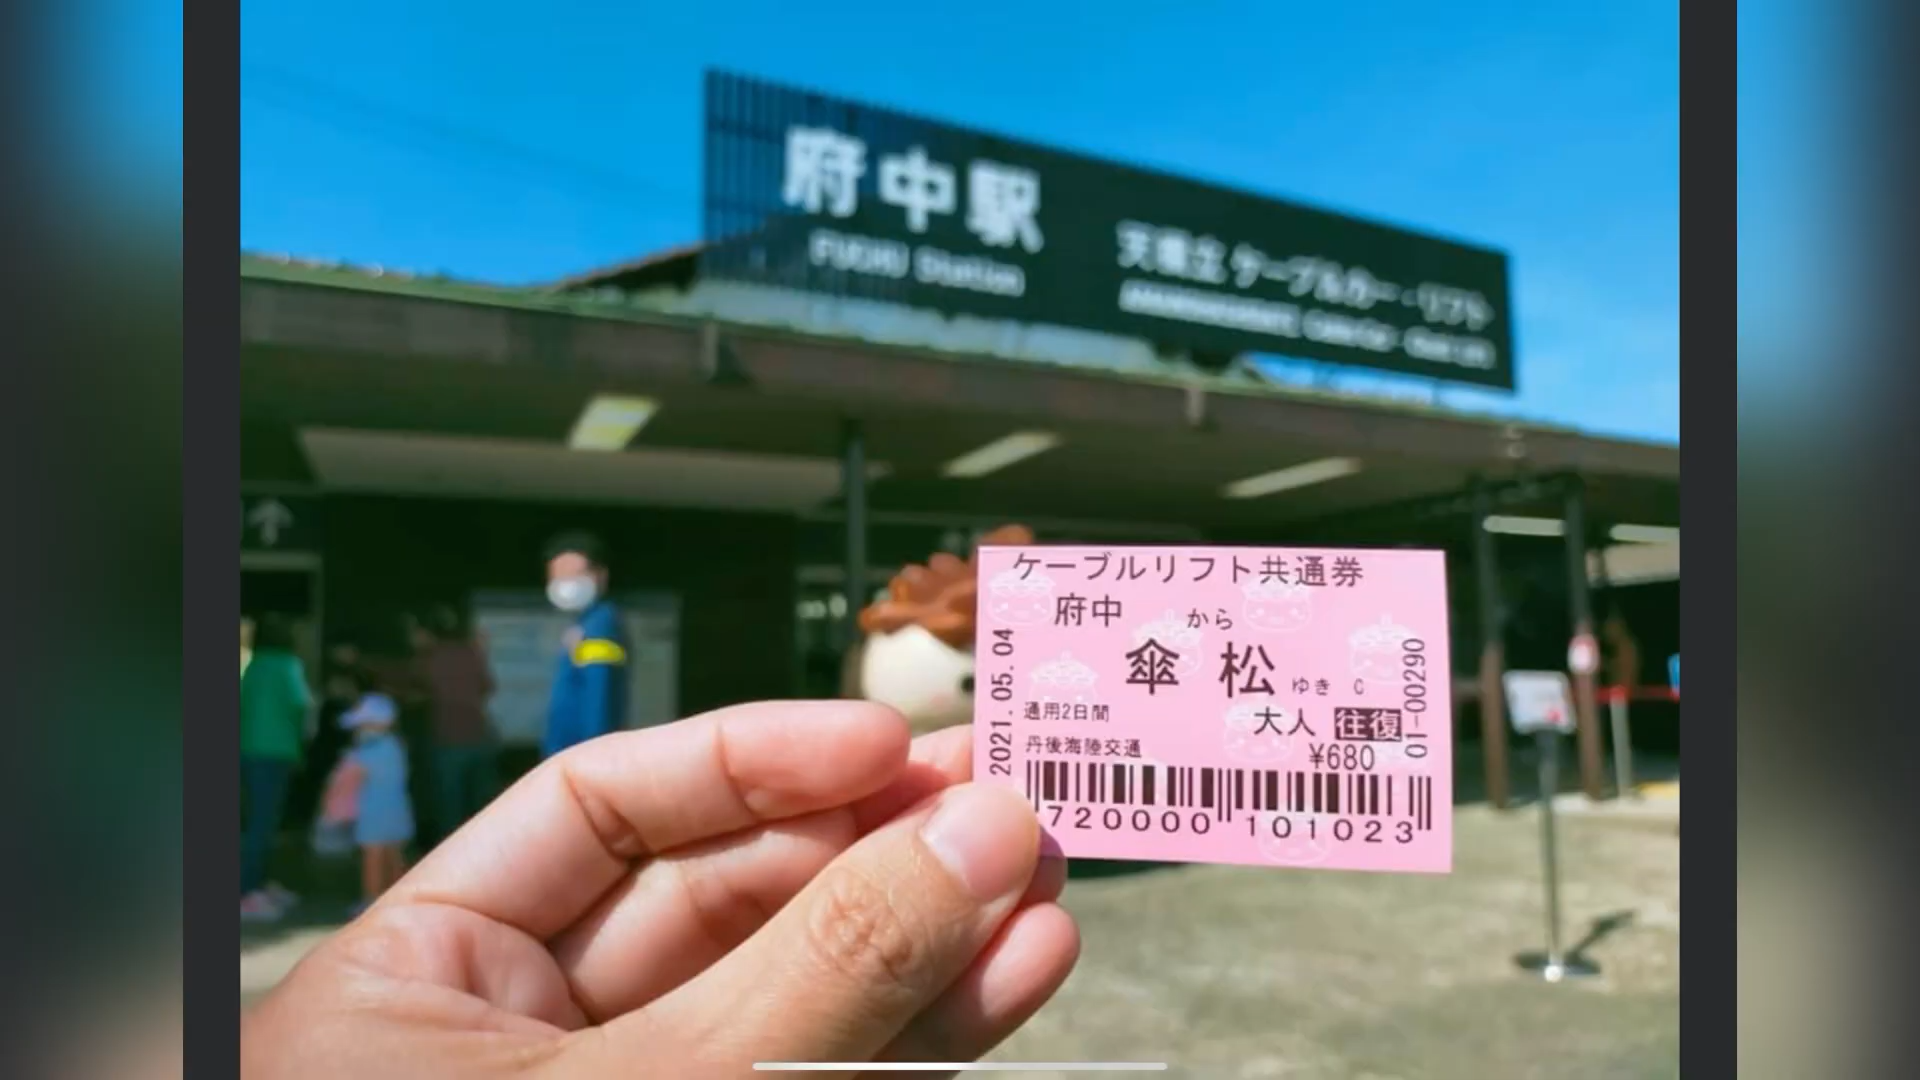 府中駅
FUCHU Station
天橋立 ケーブルカー・リフト
ケーブルリフト共通券
府中 から
傘 松 ゆき C
通用2日間
大人 往復
丹後海陸交通
¥680
2021.05.04
01-00290
720000 101023